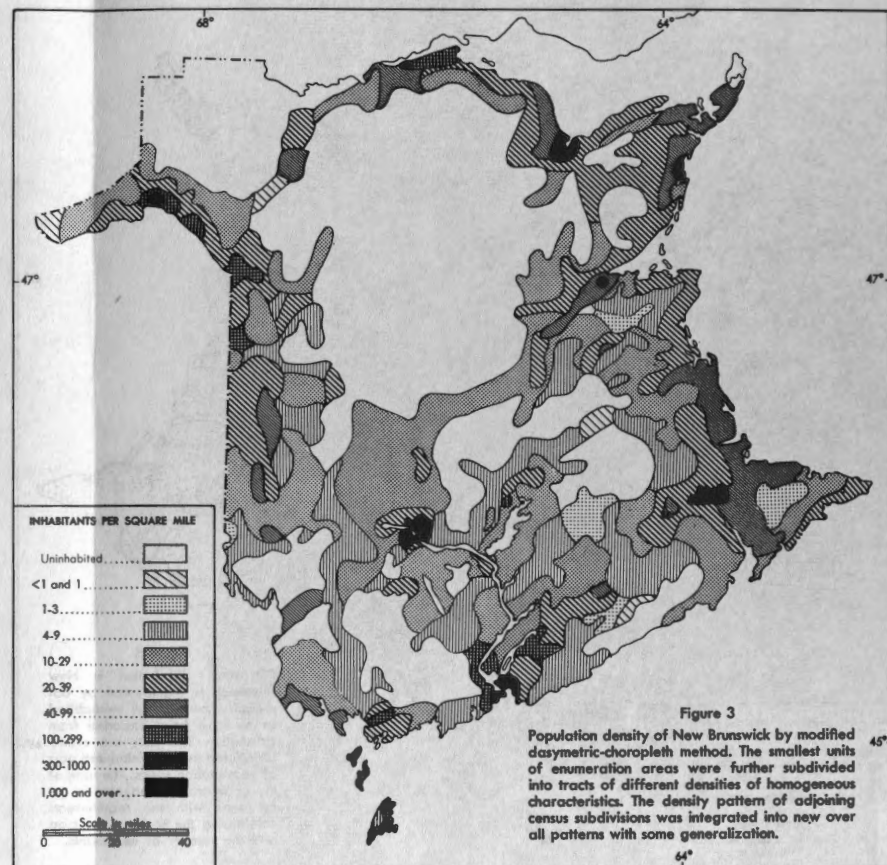 68°
64°
47°
47°
INHABITANTS PER SQUARE MILE
Uninhabited
<1 and 1
1-3
4-9
10-29
20-39
40-99
100-299
300-1000
1,000 and over
Scale in miles
0 20 40
Figure 3
Population density of New Brunswick by modified
dasymetric-choropleth method. The smallest units
of enumeration areas were further subdivided
into tracts of different densities of homogeneous
characteristics. The density pattern of adjoining
census subdivisions was integrated into new over
all patterns with some generalization.
45°
64°